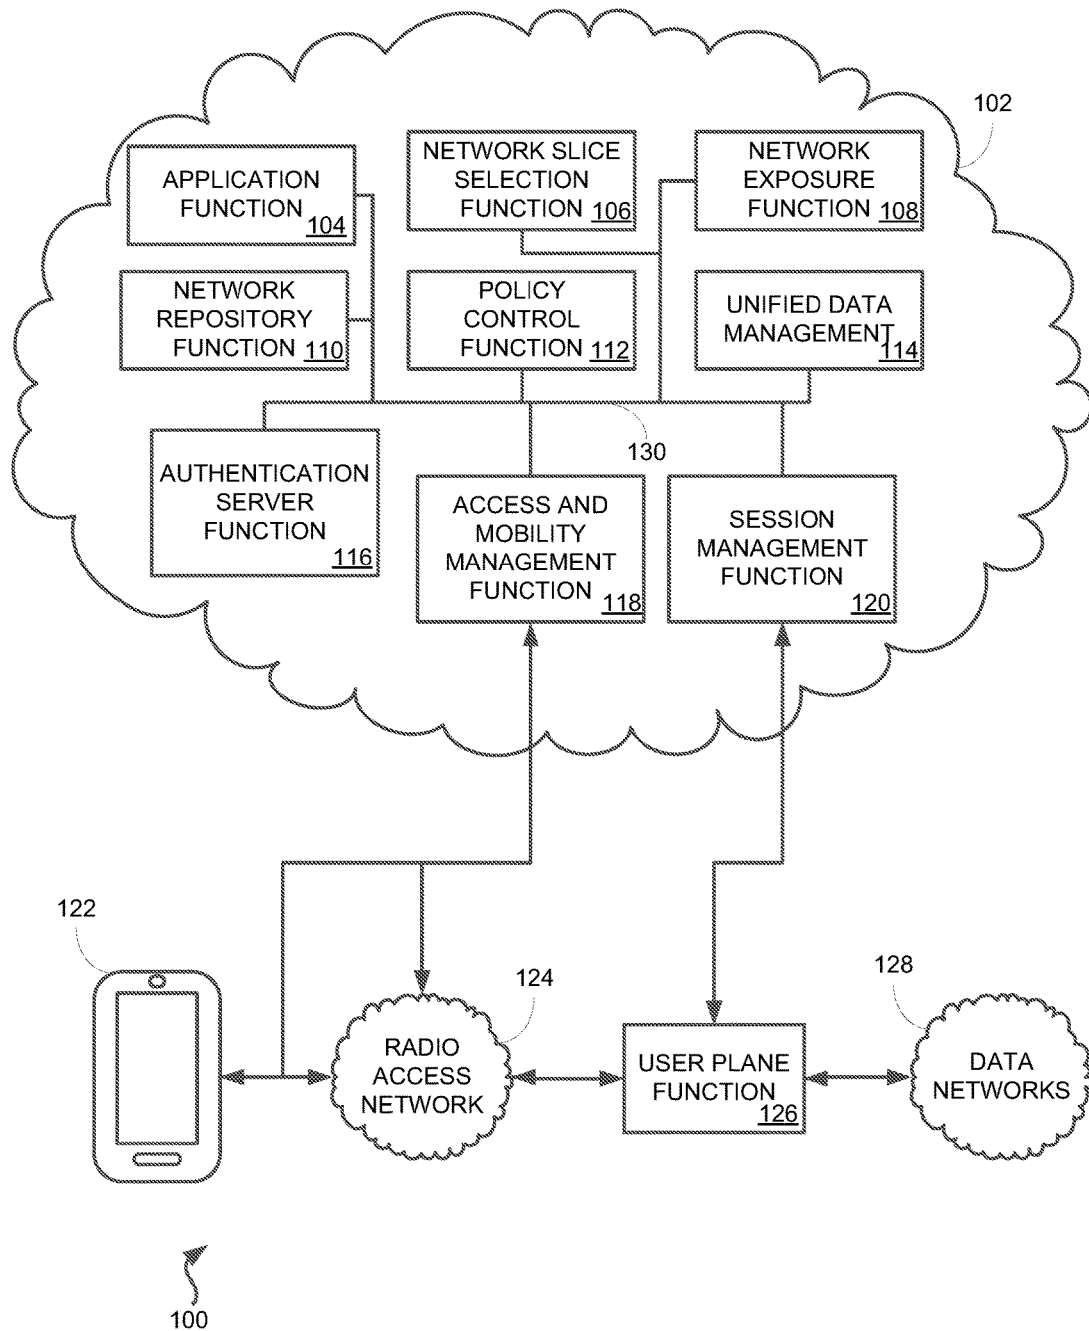 102
APPLICATION
FUNCTION
104
NETWORK SLICE
SELECTION
FUNCTION 106
NETWORK
EXPOSURE
FUNCTION 108
NETWORK
REPOSITORY
FUNCTION 110
POLICY
CONTROL
FUNCTION 112
UNIFIED DATA
MANAGEMENT
114
130
AUTHENTICATION
SERVER
FUNCTION
116
ACCESS AND
MOBILITY
MANAGEMENT
FUNCTION
118
SESSION
MANAGEMENT
FUNCTION
120
122
124
128
RADIO
ACCESS
NETWORK
USER PLANE
FUNCTION
126
DATA
NETWORKS
100